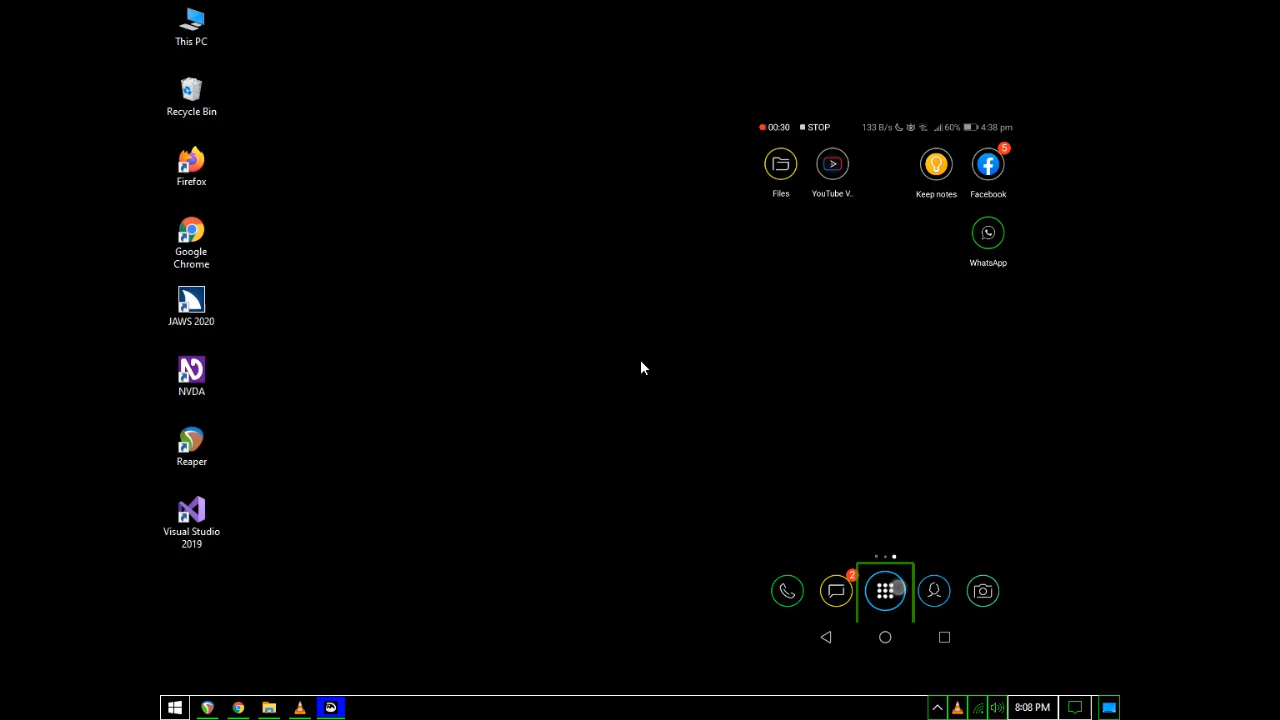 This PC
Recycle Bin
Firefox
Google
Chrome
JAWS 2020
NVDA
Reaper
Visual Studio
2019
00:30 STOP 133 B/s 60% 4:38 pm
5
Files YouTube V.. Keep notes Facebook
WhatsApp
2
8:08 PM